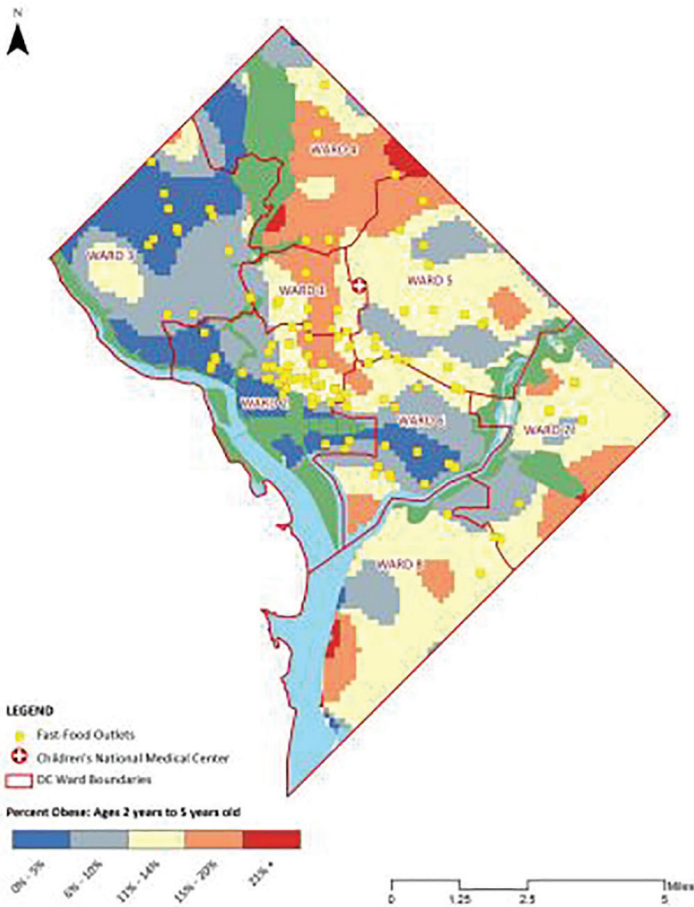 N
WARD 4
WARD 3
WARD 5
WARD 1
WARD 2
WARD 6
WARD 7
WARD 8
LEGEND
Fast-Food Outlets
Children's National Medical Center
DC Ward Boundaries
Percent Obese: Ages 2 years to 5 years old
0% - 5%
6% - 10%
11% - 14%
15% - 20%
21% +
Miles
0 1.25 2.5 5